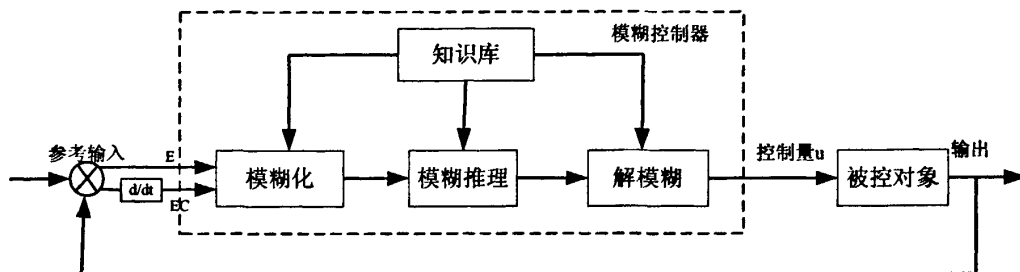 模糊控制器
知识库
参考输入
E
模糊化
模糊推理
解模糊
控制量u
被控对象
输出
d/dt
EC